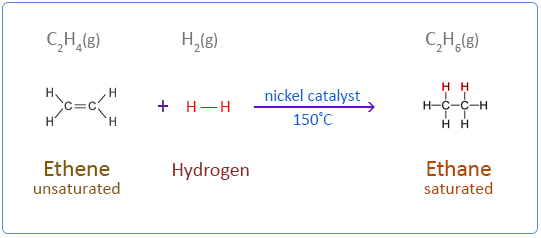 C₂H₄(g) H₂(g) C₂H₆(g)
H H
C=C
H H
+ H—H
nickel catalyst
150˚C
H H
H-C-C-H
H H
Ethene Hydrogen Ethane
unsaturated saturated